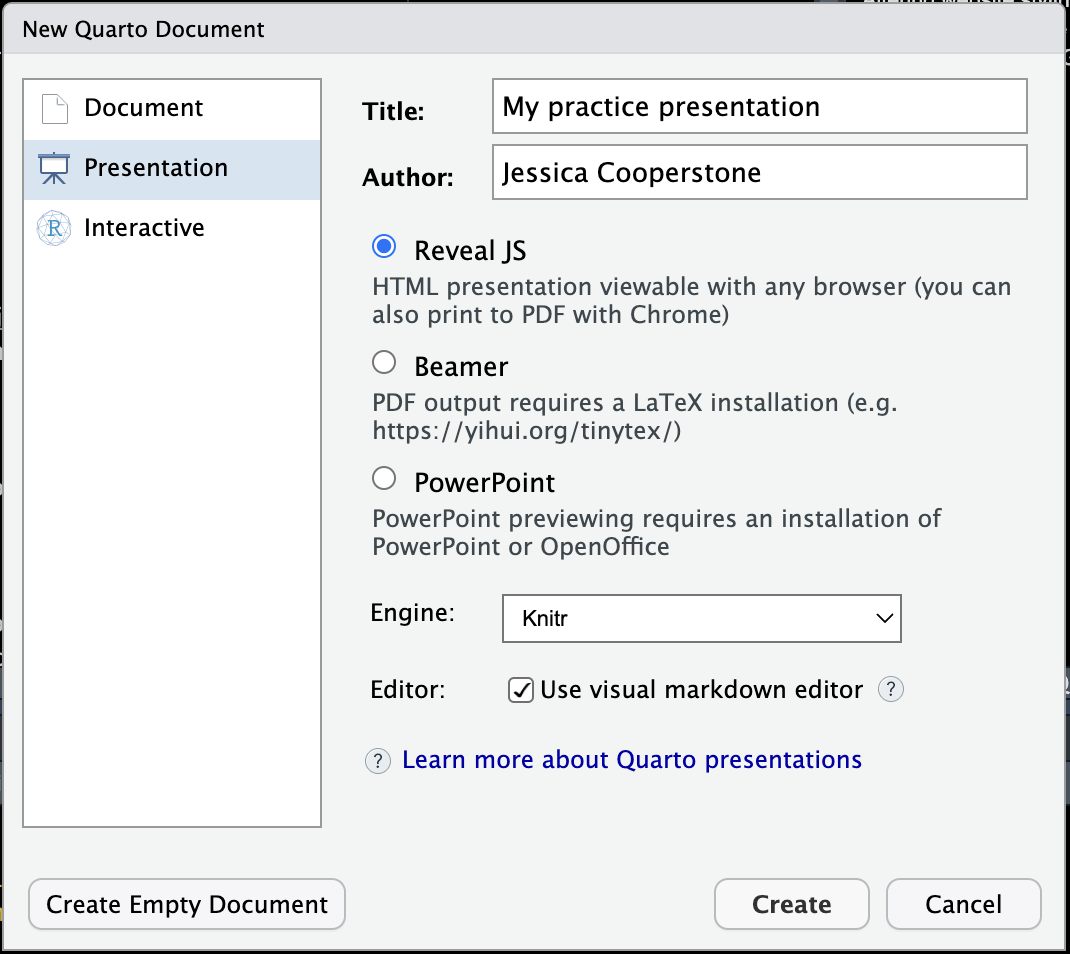 New Quarto Document
Document
Presentation
R Interactive
Title: My practice presentation
Author: Jessica Cooperstone
Reveal JS
HTML presentation viewable with any browser (you can
also print to PDF with Chrome)
Beamer
PDF output requires a LaTeX installation (e.g.
https://yihui.org/tinytex/)
PowerPoint
PowerPoint previewing requires an installation of
PowerPoint or OpenOffice
Engine: Knitr
Editor: Use visual markdown editor ?
? Learn more about Quarto presentations
Create Empty Document Create Cancel